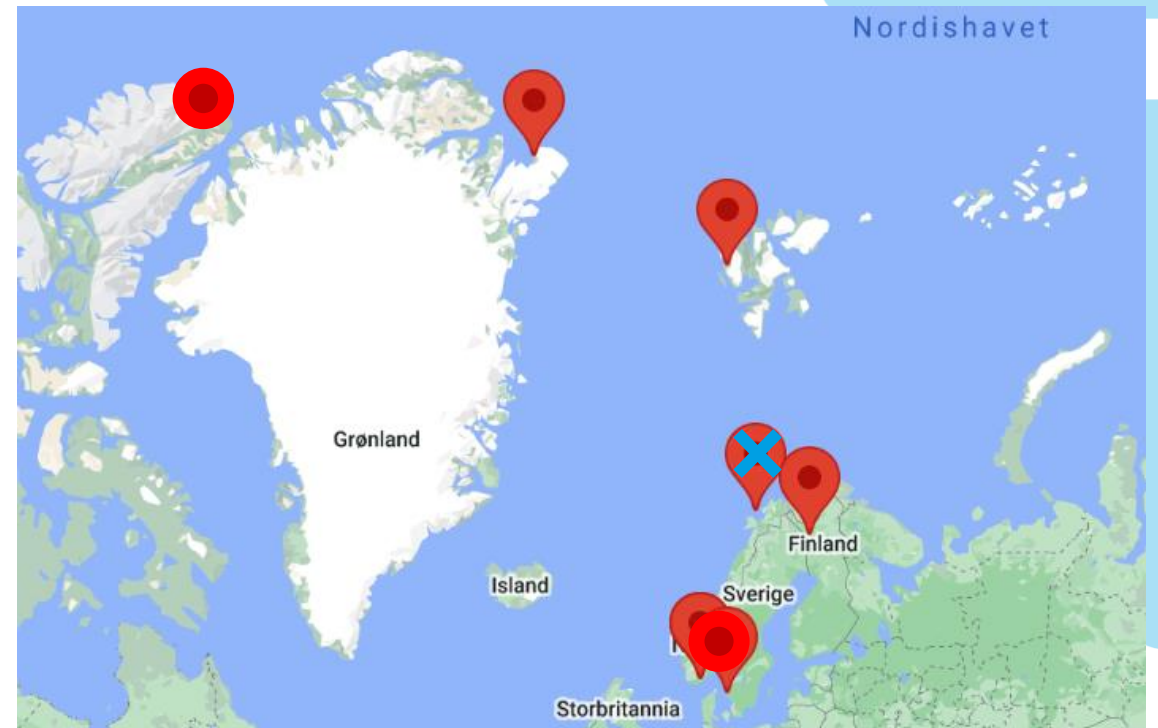 Nordishavet
Grønland
Finland
Island
Sverige
Storbritannia